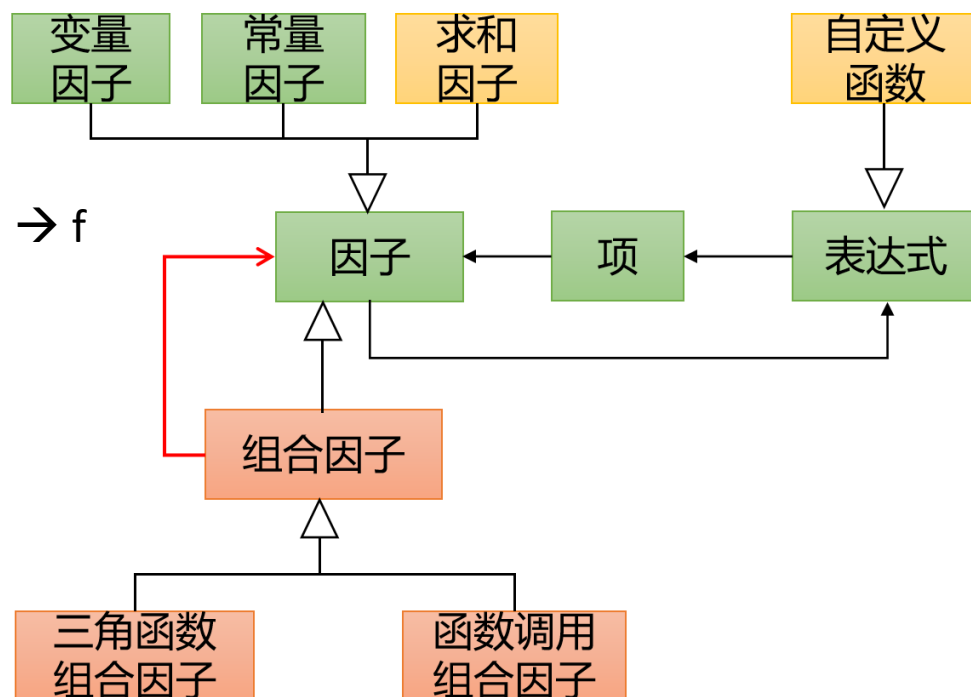 变量
因子
常量
因子
求和
因子
自定义
函数
→ f
因子
项
表达式
组合因子
三角函数
组合因子
函数调用
组合因子